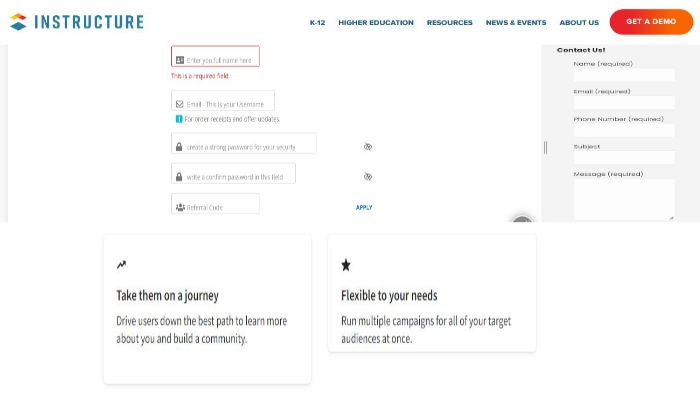 INSTRUCTURE
K-12 HIGHER EDUCATION RESOURCES NEWS & EVENTS ABOUT US GET A DEMO
Enter you full name here
This is a required field.
Email - This is your Username
For order receipts and offer updates.
create a strong password for your security
write a confirm password in this field
Referral Code
APPLY
Contact Us!
Name (required)
Email (required)
Phone Number (required)
Subject
Message (required)
Take them on a journey
Drive users down the best path to learn more
about you and build a community.
Flexible to your needs
Run multiple campaigns for all of your target
audiences at once.